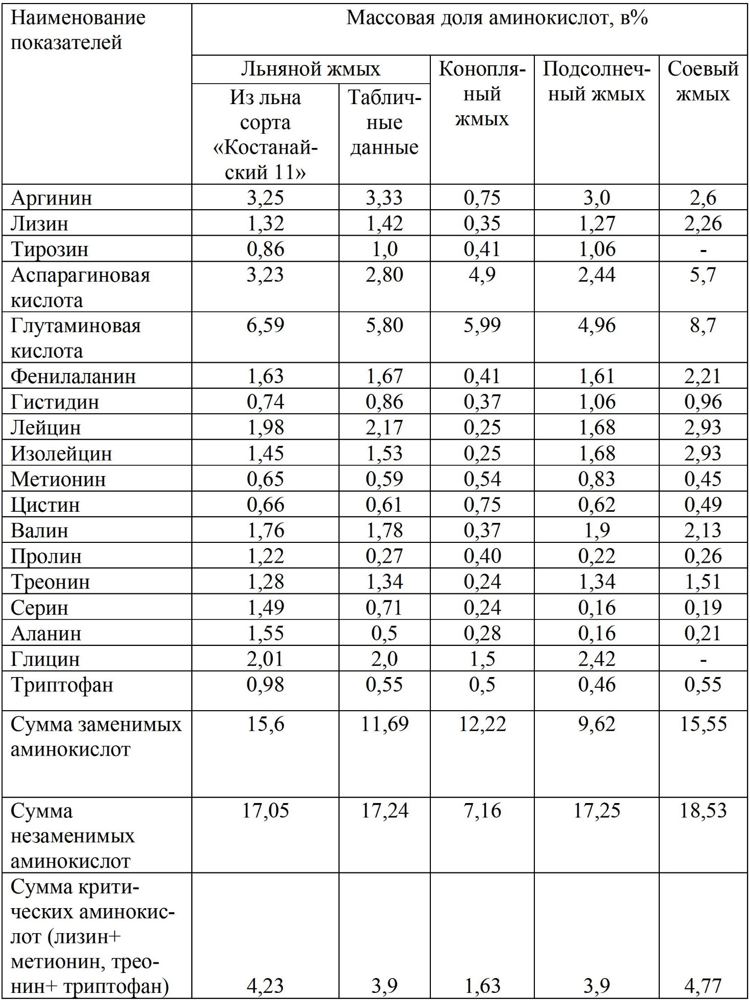 Наименование
показателей
Массовая доля аминокислот, в%
Льняной жмых
Конопля-
ный
жмых
Подсолнеч-
ный жмых
Соевый
жмых
Из льна
сорта
«Костанай-
ский 11»
Таблич-
ные
данные
Аргинин 3,25 3,33 0,75 3,0 2,6
Лизин 1,32 1,42 0,35 1,27 2,26
Тирозин 0,86 1,0 0,41 1,06 -
Аспарагиновая 3,23 2,80 4,9 2,44 5,7
кислота
Глутаминовая 6,59 5,80 5,99 4,96 8,7
кислота
Фенилаланин 1,63 1,67 0,41 1,61 2,21
Гистидин 0,74 0,86 0,37 1,06 0,96
Лейцин 1,98 2,17 0,25 1,68 2,93
Изолейцин 1,45 1,53 0,25 1,68 2,93
Метионин 0,65 0,59 0,54 0,83 0,45
Цистин 0,66 0,61 0,75 0,62 0,49
Валин 1,76 1,78 0,37 1,9 2,13
Пролин 1,22 0,27 0,40 0,22 0,26
Треонин 1,28 1,34 0,24 1,34 1,51
Серин 1,49 0,71 0,24 0,16 0,19
Аланин 1,55 0,5 0,28 0,16 0,21
Глицин 2,01 2,0 1,5 2,42 -
Триптофан 0,98 0,55 0,5 0,46 0,55
Сумма заменимых 15,6 11,69 12,22 9,62 15,55
аминокислот
Сумма 17,05 17,24 7,16 17,25 18,53
незаменимых
аминокислот
Сумма крити-
ческих аминокис-
лот (лизин+
метионин, трео-
нин+ триптофан) 4,23 3,9 1,63 3,9 4,77